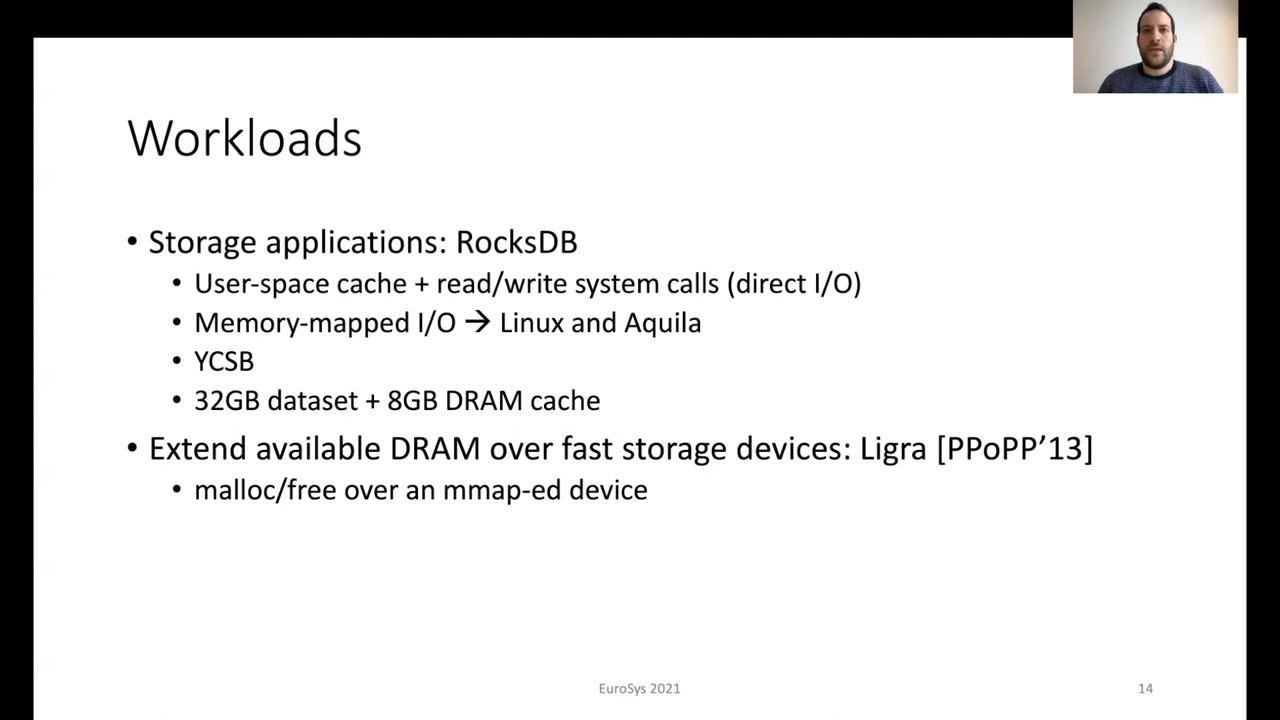 Workloads
• Storage applications: RocksDB
• User-space cache + read/write system calls (direct I/O)
• Memory-mapped I/O → Linux and Aquila
• YCSB
• 32GB dataset + 8GB DRAM cache
• Extend available DRAM over fast storage devices: Ligra [PPoPP’13]
• malloc/free over an mmap-ed device
EuroSys 2021
14